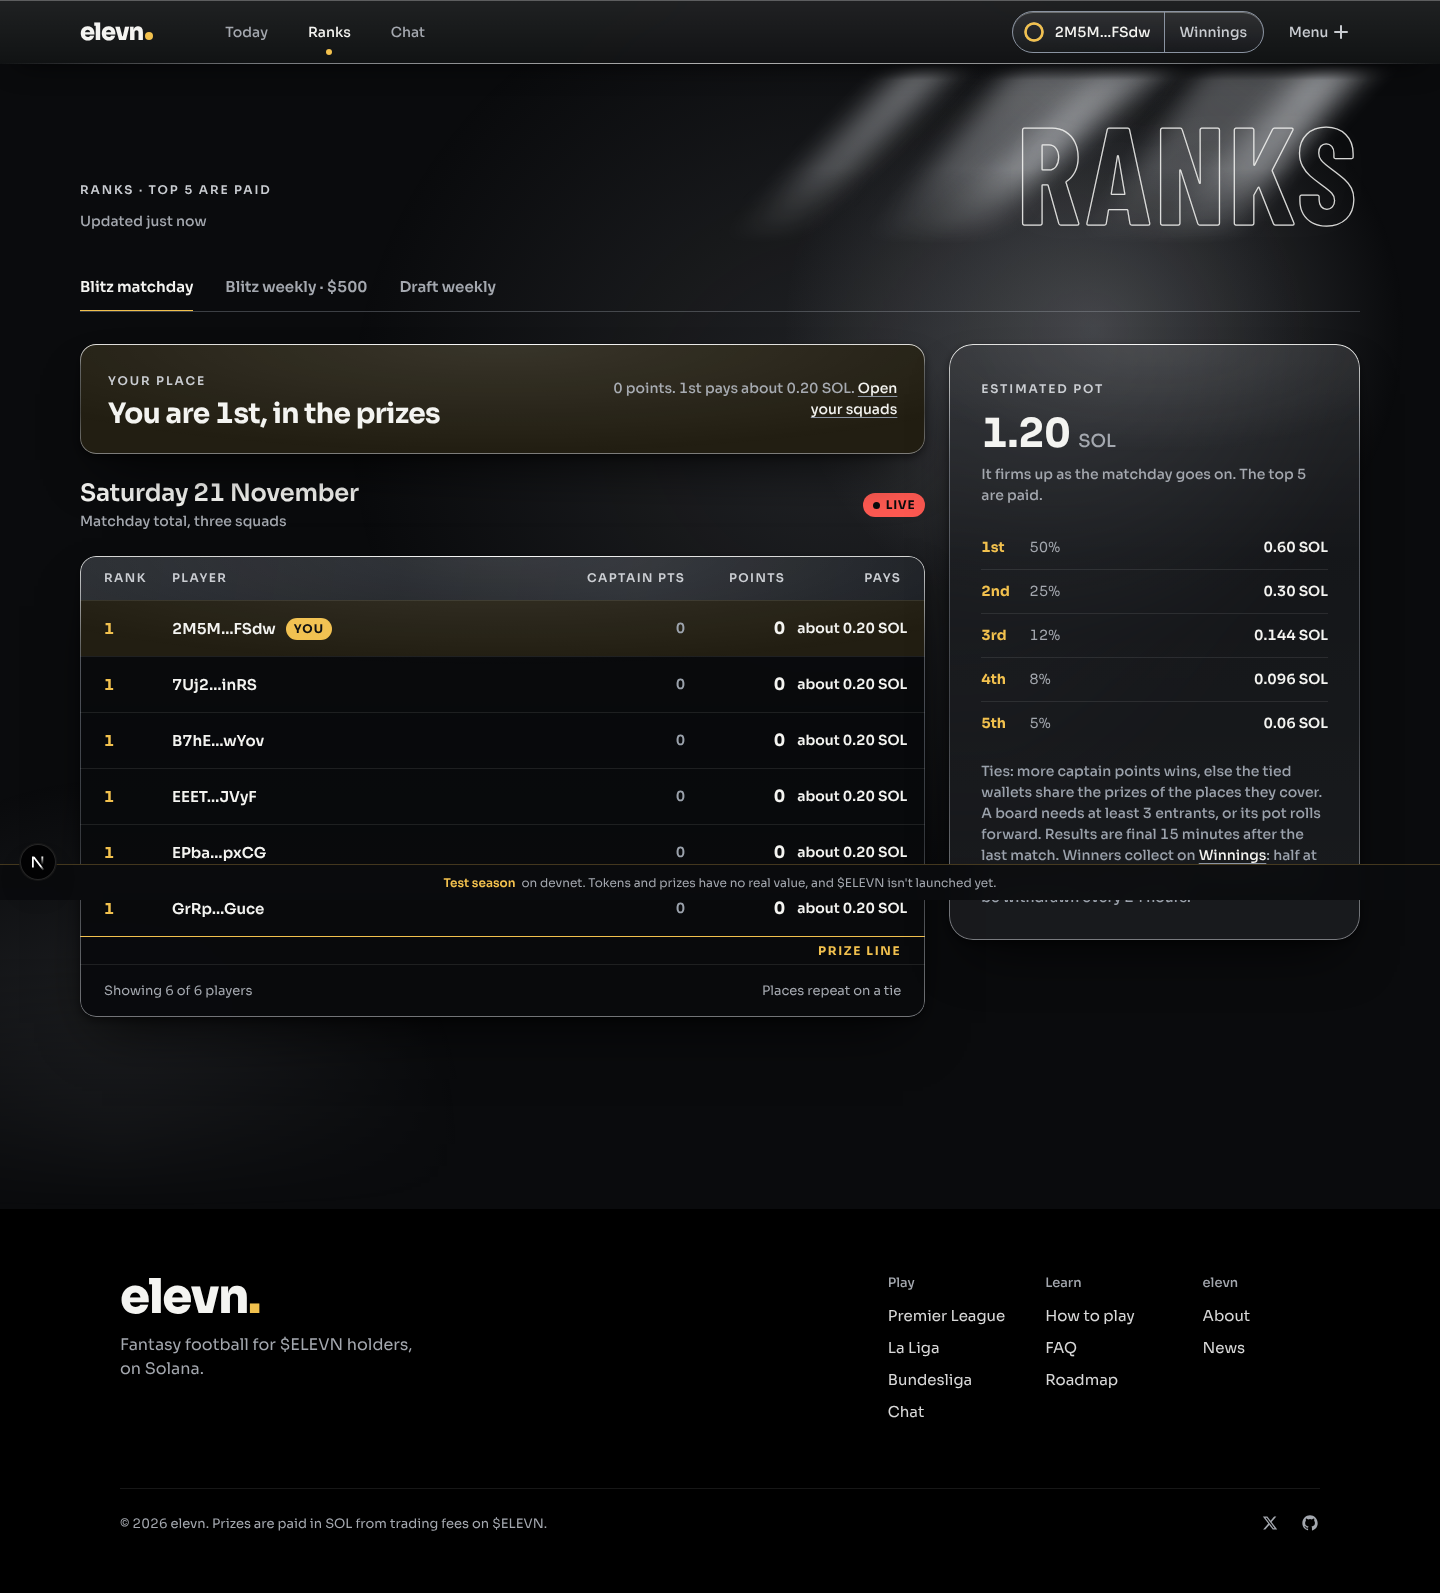 elevn.
Today
Ranks
Chat
2M5M...FSdw
Winnings
Menu
RANKS
RANKS · TOP 5 ARE PAID
Updated just now
Blitz matchday
Blitz weekly · $500
Draft weekly
YOUR PLACE
You are 1st, in the prizes
0 points. 1st pays about 0.20 SOL. Open
your squads
Saturday 21 November
Matchday total, three squads
LIVE
RANK PLAYER CAPTAIN PTS POINTS PAYS
1 2M5M...FSdw YOU 0 0 about 0.20 SOL
1 7Uj2...inRS 0 0 about 0.20 SOL
1 B7hE...wYov 0 0 about 0.20 SOL
1 EEET...JVyF 0 0 about 0.20 SOL
1 EPba...pxCG 0 0 about 0.20 SOL
1 GrRp...Guce 0 0 about 0.20 SOL
PRIZE LINE
Showing 6 of 6 players
Places repeat on a tie
ESTIMATED POT
1.20 SOL
It firms up as the matchday goes on. The top 5
are paid.
1st 50% 0.60 SOL
2nd 25% 0.30 SOL
3rd 12% 0.144 SOL
4th 8% 0.096 SOL
5th 5% 0.06 SOL
Ties: more captain points wins, else the tied
wallets share the prizes of the places they cover.
A board needs at least 3 entrants, or its pot rolls
forward. Results are final 15 minutes after the
last match. Winners collect on Winnings: half at
N
Test season on devnet. Tokens and prizes have no real value, and $ELEVN isn't launched yet.
elevn.
Fantasy football for $ELEVN holders,
on Solana.
Play
Premier League
La Liga
Bundesliga
Chat
Learn
How to play
FAQ
Roadmap
elevn
About
News
© 2026 elevn. Prizes are paid in SOL from trading fees on $ELEVN.